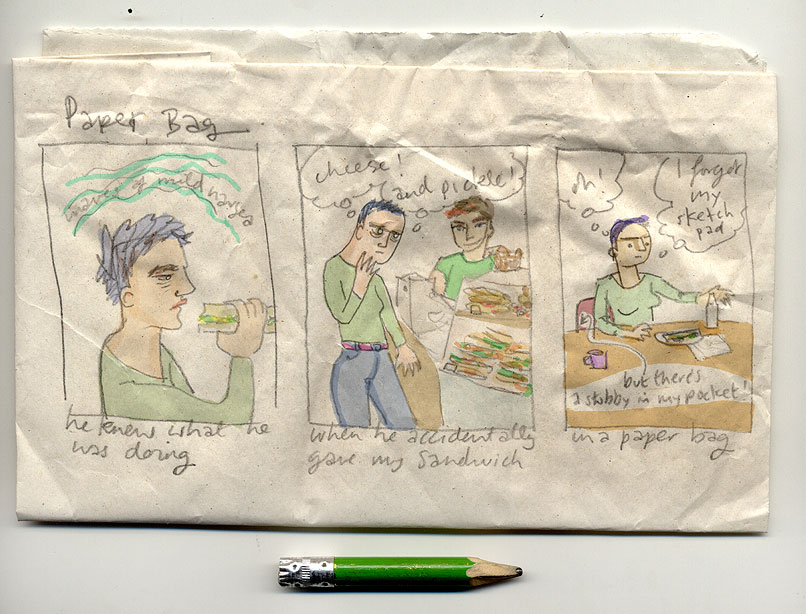 Paper Bag
waves of mild nausea
he knew what he
was doing
cheese!
and pickle!
when he accidentally
gave my sandwich
oh!
I forgot
my
sketch
pad
but there's
a stubby in my pocket!
in a paper bag